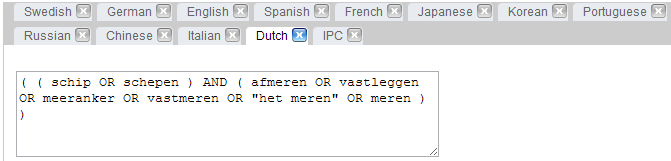 Swedish German English Spanish French Japanese Korean Portuguese
Russian Chinese Italian Dutch IPC
( ( schip OR schepen ) AND ( afmeren OR vastleggen
OR meeranker OR vastmeren OR "het meren" OR meren )
)